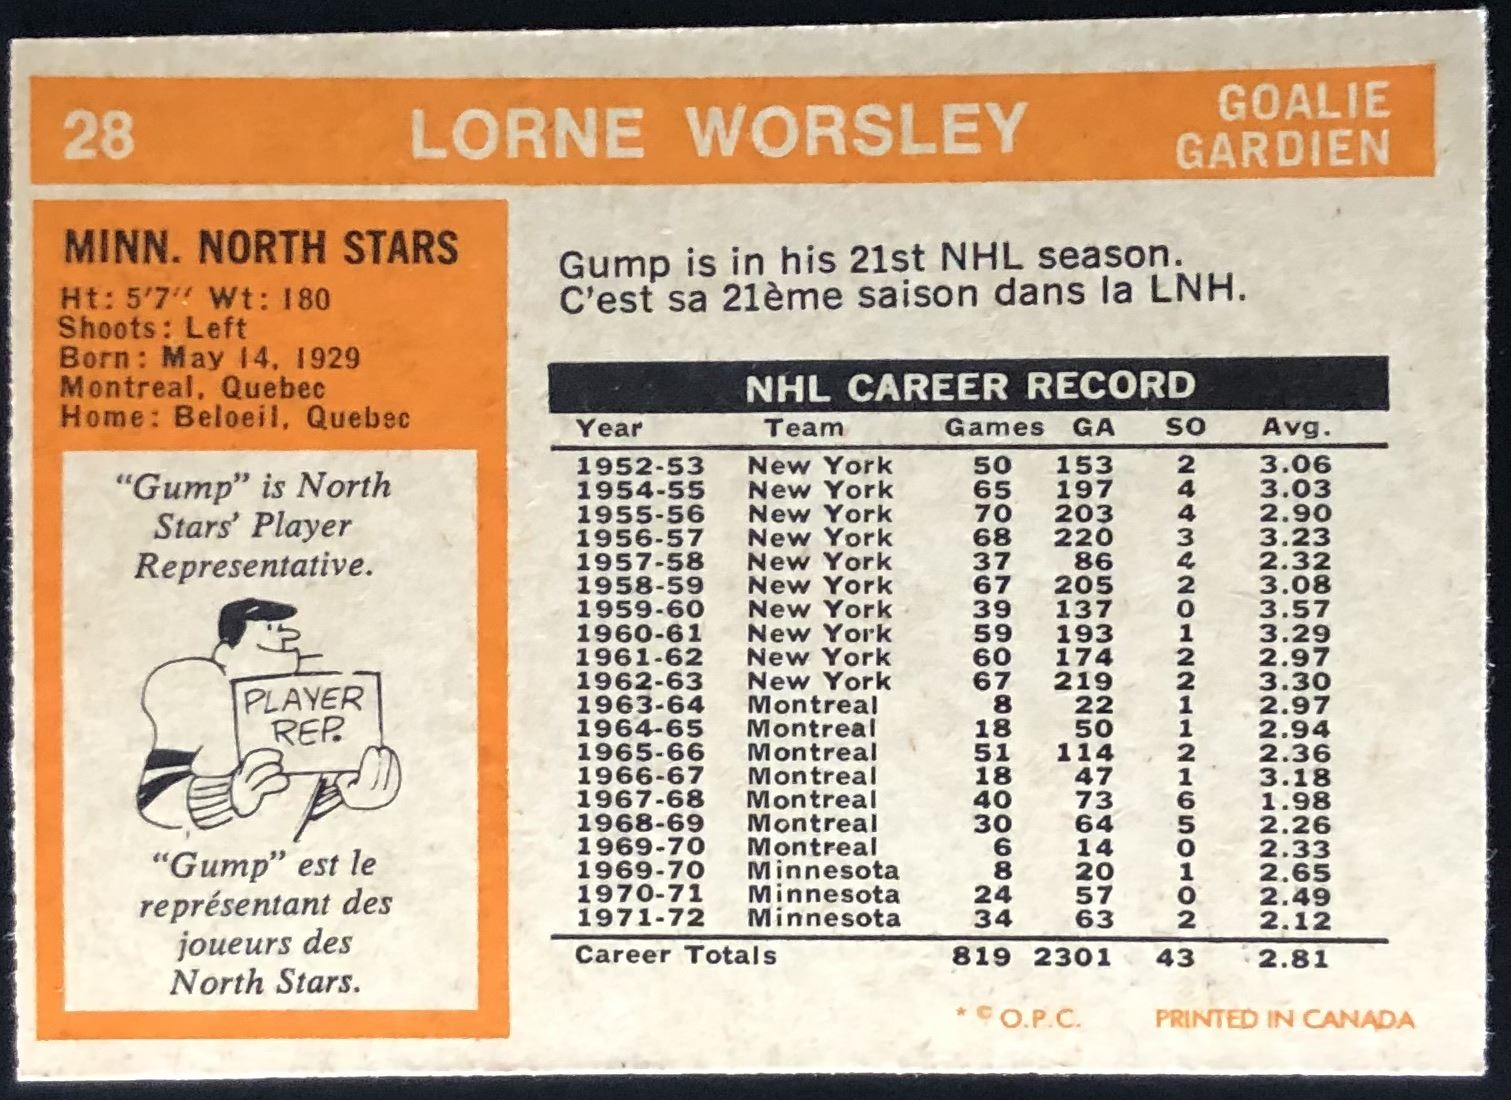 28
LORNE WORSLEY
GOALIE
GARDIEN
MINN. NORTH STARS
Ht: 5'7" Wt: 180
Shoots: Left
Born: May 14, 1929
Montreal, Quebec
Home: Beloeil, Quebec
"Gump" is North
Stars' Player
Representative.
PLAYER
REP.
"Gump" est le
représentant des
joueurs des
North Stars.
Gump is in his 21st NHL season.
C'est sa 21ème saison dans la LNH.
NHL CAREER RECORD
Year Team Games GA SO Avg.
1952-53 New York 50 153 2 3.06
1954-55 New York 65 197 4 3.03
1955-56 New York 70 203 4 2.90
1956-57 New York 68 220 3 3.23
1957-58 New York 37 86 4 2.32
1958-59 New York 67 205 2 3.08
1959-60 New York 39 137 0 3.57
1960-61 New York 59 193 1 3.29
1961-62 New York 60 174 2 2.97
1962-63 New York 67 219 2 3.30
1963-64 Montreal 8 22 1 2.97
1964-65 Montreal 18 50 1 2.94
1965-66 Montreal 51 114 2 2.36
1966-67 Montreal 18 47 1 3.18
1967-68 Montreal 40 73 6 1.98
1968-69 Montreal 30 64 5 2.26
1969-70 Montreal 6 14 0 2.33
1969-70 Minnesota 8 20 1 2.65
1970-71 Minnesota 24 57 0 2.49
1971-72 Minnesota 34 63 2 2.12
Career Totals 819 2301 43 2.81
* © O.P.C. PRINTED IN CANADA